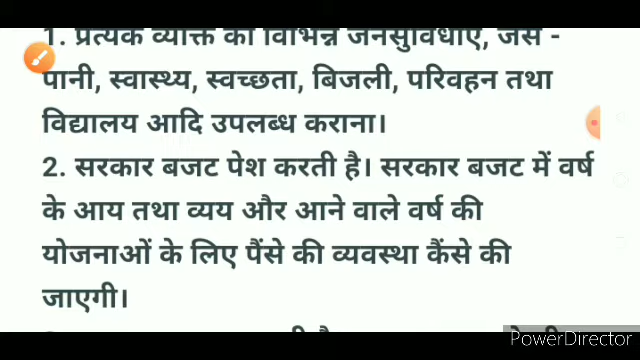 1. प्रत्येक व्यक्ति को विभिन्न जनसुविधाएं, जैसे -
पानी, स्वास्थ्य, स्वच्छता, बिजली, परिवहन तथा
विद्यालय आदि उपलब्ध कराना।
2. सरकार बजट पेश करती है। सरकार बजट में वर्ष
के आय तथा व्यय और आने वाले वर्ष की
योजनाओं के लिए पैंसे की व्यवस्था कैंसे की
जाएगी।
PowerDirector